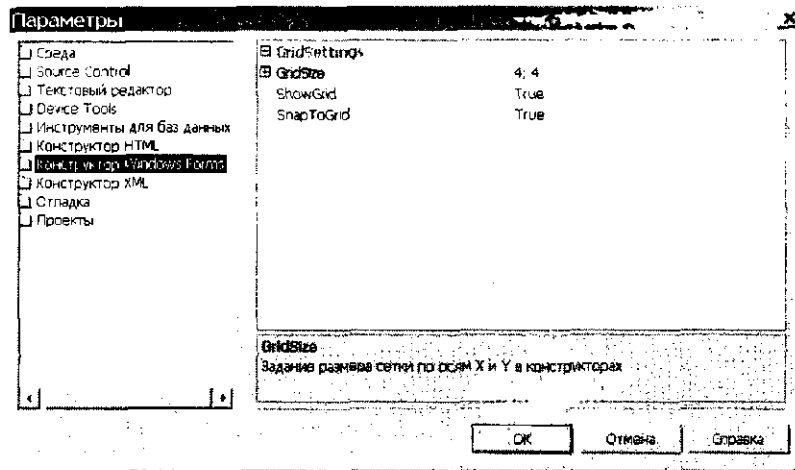 Параметры
Среда
Source Control
Текстовый редактор
Device Tools
Инструменты для баз данных
Конструктор HTML
Конструктор Windows Forms
Конструктор XML
Отладка
Проекты
GridSettings
GridSize 4; 4
ShowGrid True
SnapToGrid True
GridSize
Задание размера сетки по осям X и Y в конструкторах
OK Отмена Справка